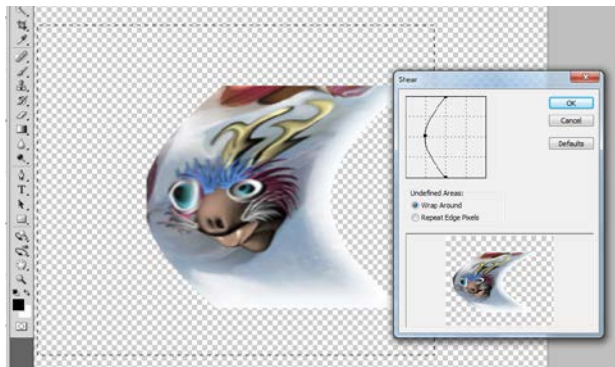 Shear
OK
Cancel
Defaults
Undefined Areas:
Wrap Around
Repeat Edge Pixels